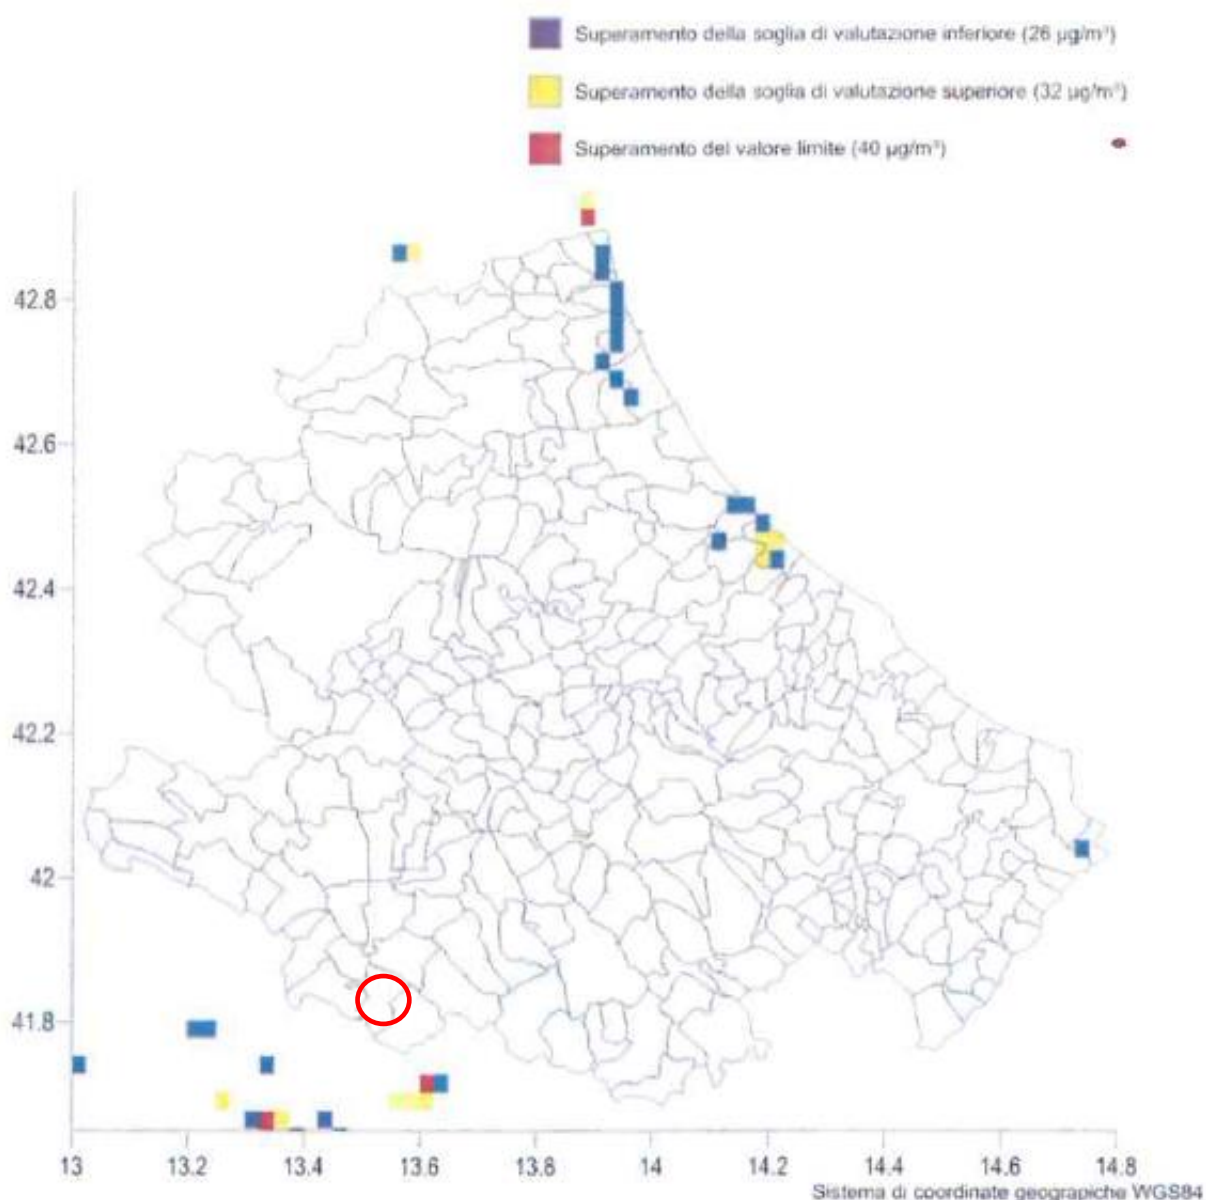 Superamento della soglia di valutazione inferiore (26 µg/m³)
Superamento della soglia di valutazione superiore (32 µg/m³)
Superamento del valore limite (40 µg/m³)
42.8
42.6
42.4
42.2
42
41.8
13 13.2 13.4 13.6 13.8 14 14.2 14.4 14.6 14.8
Sistema di coordinate geograpiche WGS84